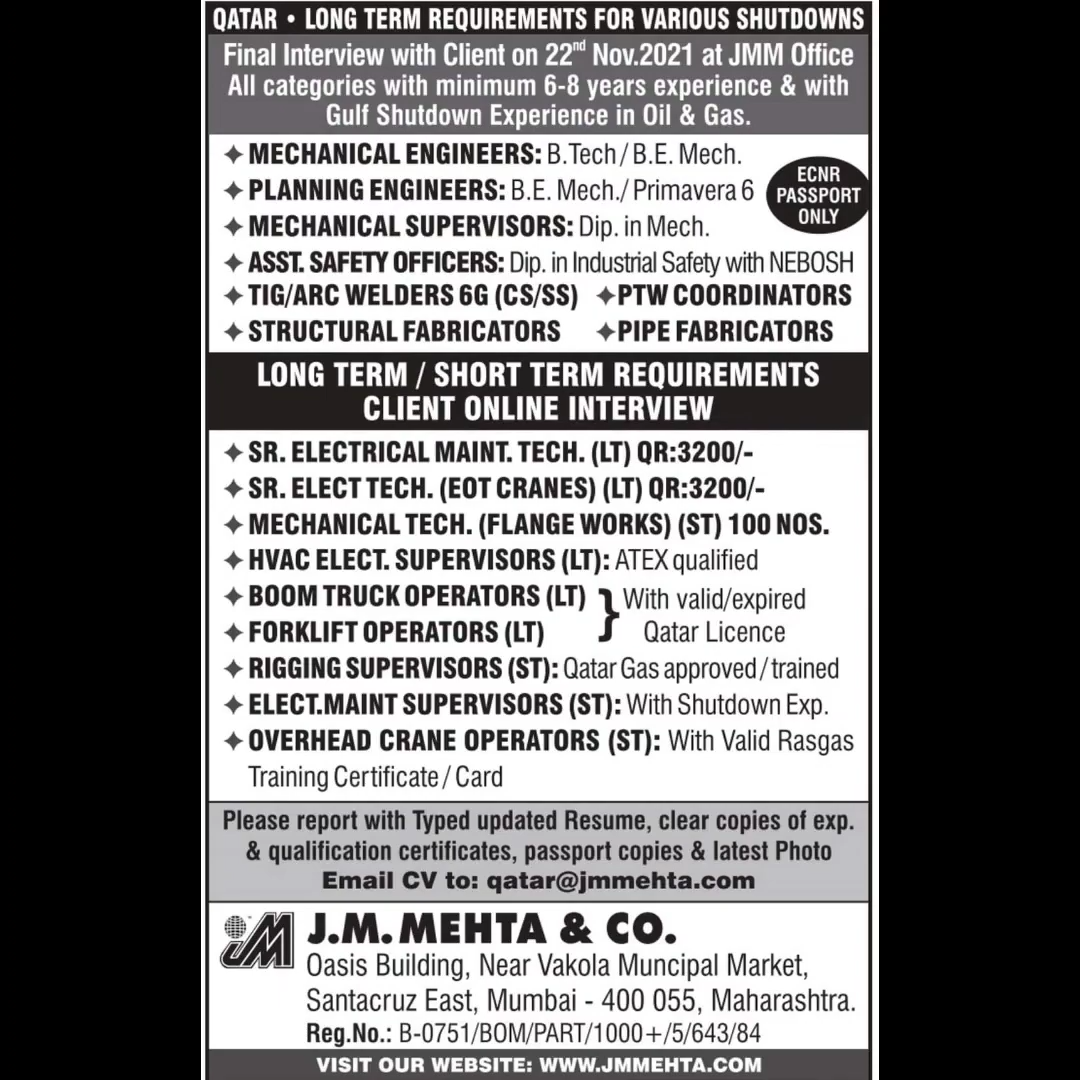 QATAR • LONG TERM REQUIREMENTS FOR VARIOUS SHUTDOWNS
Final Interview with Client on 22nd Nov.2021 at JMM Office
All categories with minimum 6-8 years experience & with
Gulf Shutdown Experience in Oil & Gas.
✦ MECHANICAL ENGINEERS: B.Tech / B.E. Mech.
✦ PLANNING ENGINEERS: B.E. Mech./ Primavera 6
ECNR
PASSPORT
ONLY
✦ MECHANICAL SUPERVISORS: Dip. in Mech.
✦ ASST. SAFETY OFFICERS: Dip. in Industrial Safety with NEBOSH
✦ TIG/ARC WELDERS 6G (CS/SS) ✦ PTW COORDINATORS
✦ STRUCTURAL FABRICATORS ✦ PIPE FABRICATORS
LONG TERM / SHORT TERM REQUIREMENTS
CLIENT ONLINE INTERVIEW
✦ SR. ELECTRICAL MAINT. TECH. (LT) QR:3200/-
✦ SR. ELECT TECH. (EOT CRANES) (LT) QR:3200/-
✦ MECHANICAL TECH. (FLANGE WORKS) (ST) 100 NOS.
✦ HVAC ELECT. SUPERVISORS (LT): ATEX qualified
✦ BOOM TRUCK OPERATORS (LT) } With valid/expired
✦ FORKLIFT OPERATORS (LT) Qatar Licence
✦ RIGGING SUPERVISORS (ST): Qatar Gas approved / trained
✦ ELECT.MAINT SUPERVISORS (ST): With Shutdown Exp.
✦ OVERHEAD CRANE OPERATORS (ST): With Valid Rasgas
Training Certificate / Card
Please report with Typed updated Resume, clear copies of exp.
& qualification certificates, passport copies & latest Photo
Email CV to: qatar@jmmehta.com
JM J.M. MEHTA & CO.
Oasis Building, Near Vakola Muncipal Market,
Santacruz East, Mumbai - 400 055, Maharashtra.
Reg.No.: B-0751/BOM/PART/1000+/5/643/84
VISIT OUR WEBSITE: WWW.JMMEHTA.COM